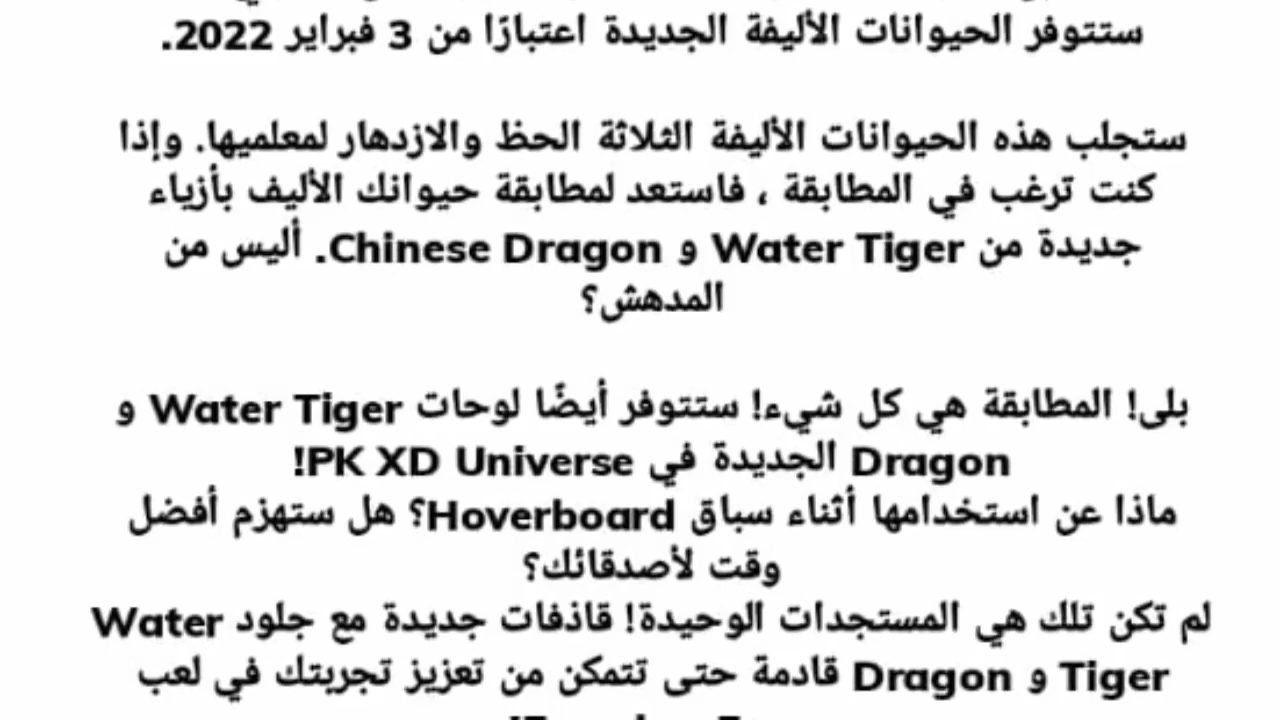 ستتوفر الحيوانات الأليفة الجديدة اعتبارًا من 3 فبراير 2022.
ستجلب هذه الحيوانات الأليفة الثلاثة الحظ والازدهار لمعلميها. وإذا
كنت ترغب في المطابقة ، فاستعد لمطابقة حيوانك الأليف بأزياء
جديدة من Water Tiger و Chinese Dragon. أليس من
المدهش؟
بلى! المطابقة هي كل شيء! ستتوفر أيضًا لوحات Water Tiger و
Dragon الجديدة في PK XD Universe!
ماذا عن استخدامها أثناء سباق Hoverboard؟ هل ستهزم أفضل
وقت لأصدقائك؟
لم تكن تلك هي المستجدات الوحيدة! قاذفات جديدة مع جلود Water
Tiger و Dragon قادمة حتى تتمكن من تعزيز تجربتك في لعب